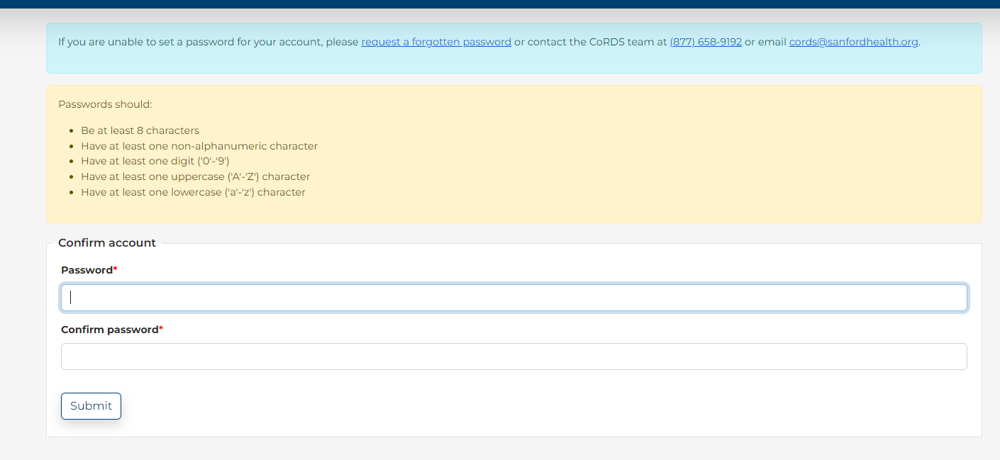 If you are unable to set a password for your account, please request a forgotten password or contact the CoRDS team at (877) 658-9192 or email cords@sanfordhealth.org.
Passwords should:
Be at least 8 characters
Have at least one non-alphanumeric character
Have at least one digit ('0'-'9')
Have at least one uppercase ('A'-'Z') character
Have at least one lowercase ('a'-'z') character
Confirm account
Password*
Confirm password*
Submit